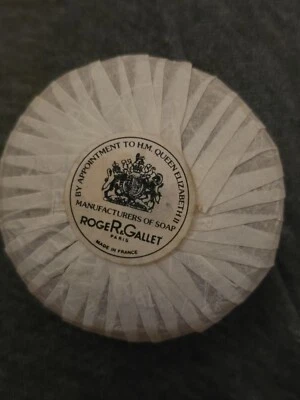 BY APPOINTMENT TO H.M. QUEEN ELIZABETH II
MANUFACTURERS OF SOAP
ROGER & GALLET
PARIS
MADE IN FRANCE